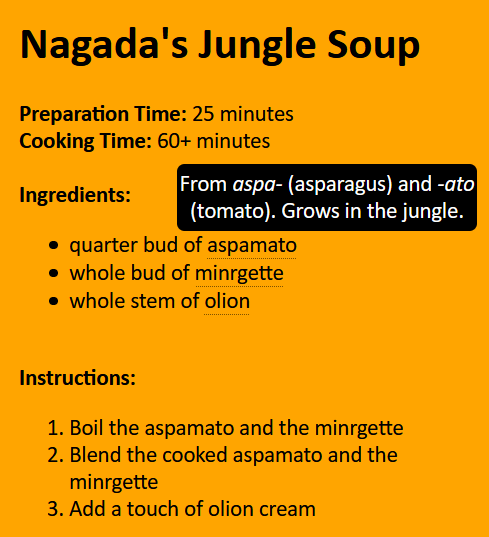 Nagada's Jungle Soup
Preparation Time: 25 minutes
Cooking Time: 60+ minutes
From aspa- (asparagus) and -ato
(tomato). Grows in the jungle.
Ingredients:
• quarter bud of aspamato
• whole bud of minrgette
• whole stem of olion
Instructions:
1. Boil the aspamato and the minrgette
2. Blend the cooked aspamato and the
minrgette
3. Add a touch of olion cream